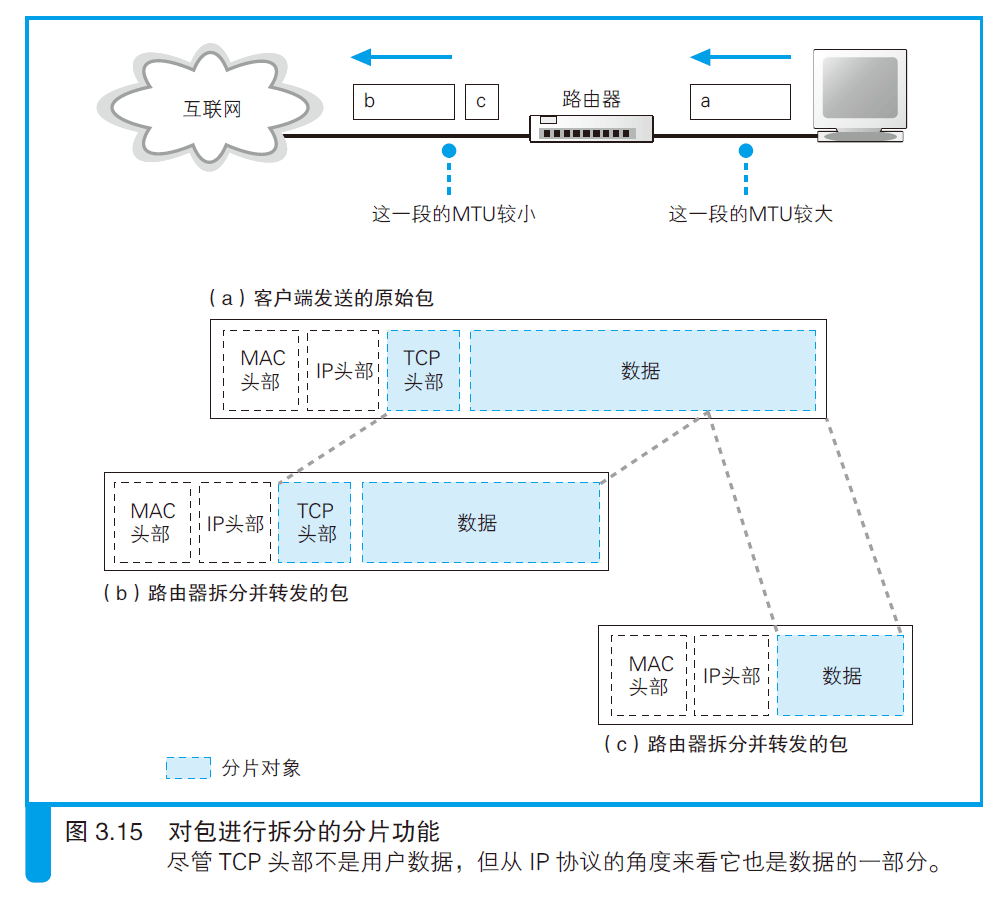 互联网
b
c
路由器
a
这一段的MTU较小
这一段的MTU较大
（a）客户端发送的原始包
MAC
头部
IP头部
TCP
头部
数据
MAC
头部
IP头部
TCP
头部
数据
（b）路由器拆分并转发的包
MAC
头部
IP头部
数据
（c）路由器拆分并转发的包
分片对象
图 3.15 对包进行拆分的分片功能
尽管 TCP 头部不是用户数据，但从 IP 协议的角度来看它也是数据的一部分。